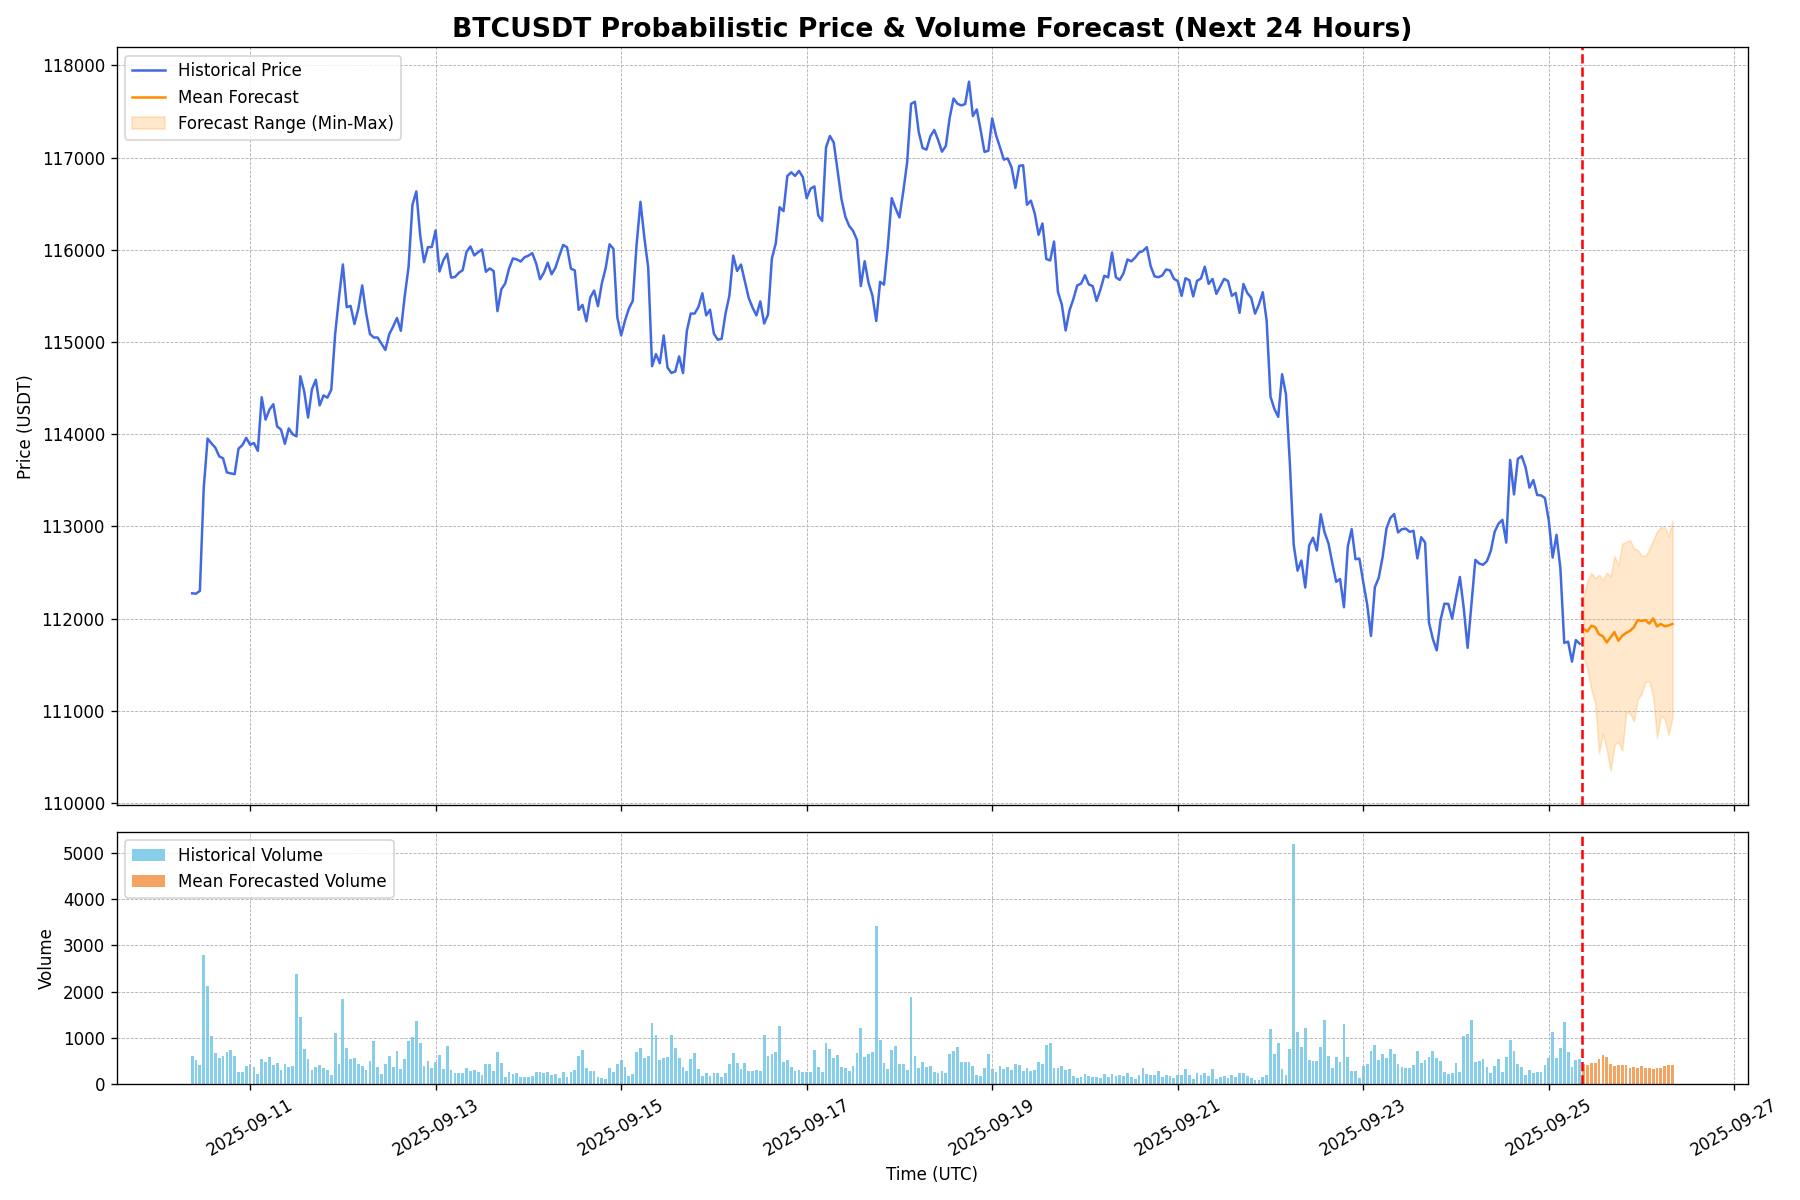 BTCUSDT Probabilistic Price & Volume Forecast (Next 24 Hours)
Historical Price
Mean Forecast
Forecast Range (Min-Max)
118000
117000
116000
115000
114000
113000
112000
111000
110000
Price (USDT)
Historical Volume
Mean Forecasted Volume
5000
4000
3000
2000
1000
0
Volume
2025-09-11
2025-09-13
2025-09-15
2025-09-17
2025-09-19
2025-09-21
2025-09-23
2025-09-25
2025-09-27
Time (UTC)